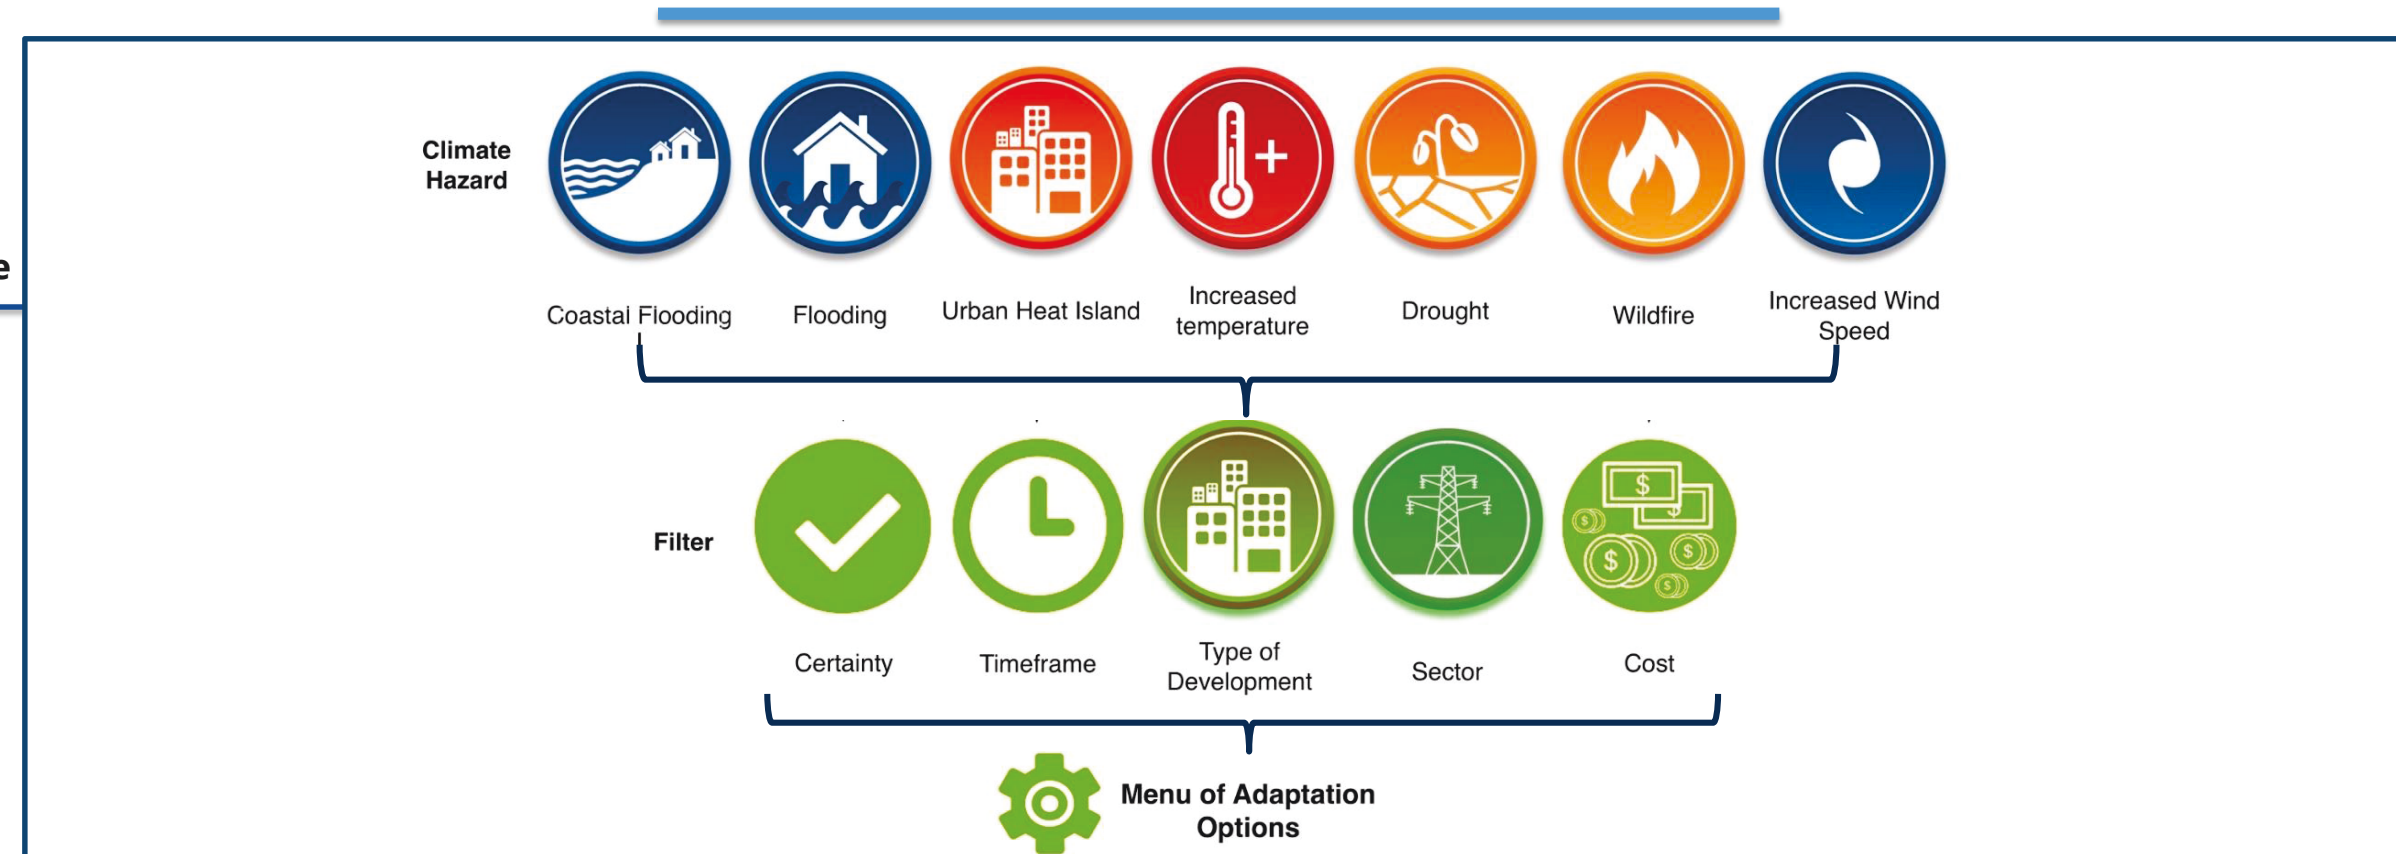 Climate
Hazard
e
Coastal Flooding
Flooding
Urban Heat Island
Increased
temperature
Drought
Wildfire
Increased Wind
Speed
$
$
$
$
$
$
Filter
Certainty
Timeframe
Type of
Development
Sector
Cost
Menu of Adaptation
Options